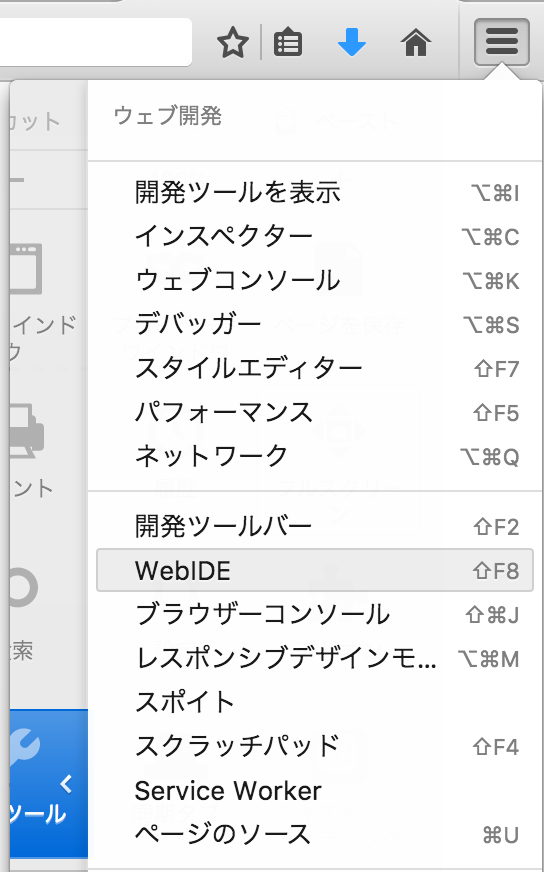 ウェブ開発
開発ツールを表示 ⌥⌘I
インスペクター ⌥⌘C
ウェブコンソール ⌥⌘K
デバッガー ⌥⌘S
スタイルエディター ⇧F7
パフォーマンス ⇧F5
ネットワーク ⌥⌘Q
開発ツールバー ⇧F2
WebIDE ⇧F8
ブラウザーコンソール ⇧⌘J
レスポンシブデザインモ... ⌥⌘M
スポイト
スクラッチパッド ⇧F4
Service Worker
ページのソース ⌘U
カット
インド
ウ
ント
索
ツール